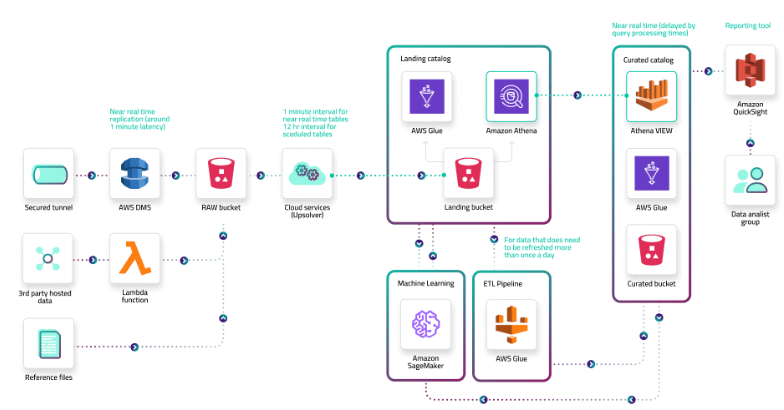 Near real time (delayed by
query processing times)
Reporting tool
Landing catalog
Curated catalog
AWS Glue
Amazon Athena
Athena VIEW
Amazon
QuickSight
Near real time
replication (around
1 minute latency)
1 minute interval for
near real time tables
12 hr interval for
sceduled tables
Secured tunnel
AWS DMS
RAW bucket
Cloud services
(Upsolver)
Landing bucket
AWS Glue
Data analist
group
For data that does need
to be refreshed more
than once a day
3rd party hosted
data
Lambda
function
Machine Learning
ETL Pipeline
Curated bucket
Amazon
SageMaker
AWS Glue
Reference files